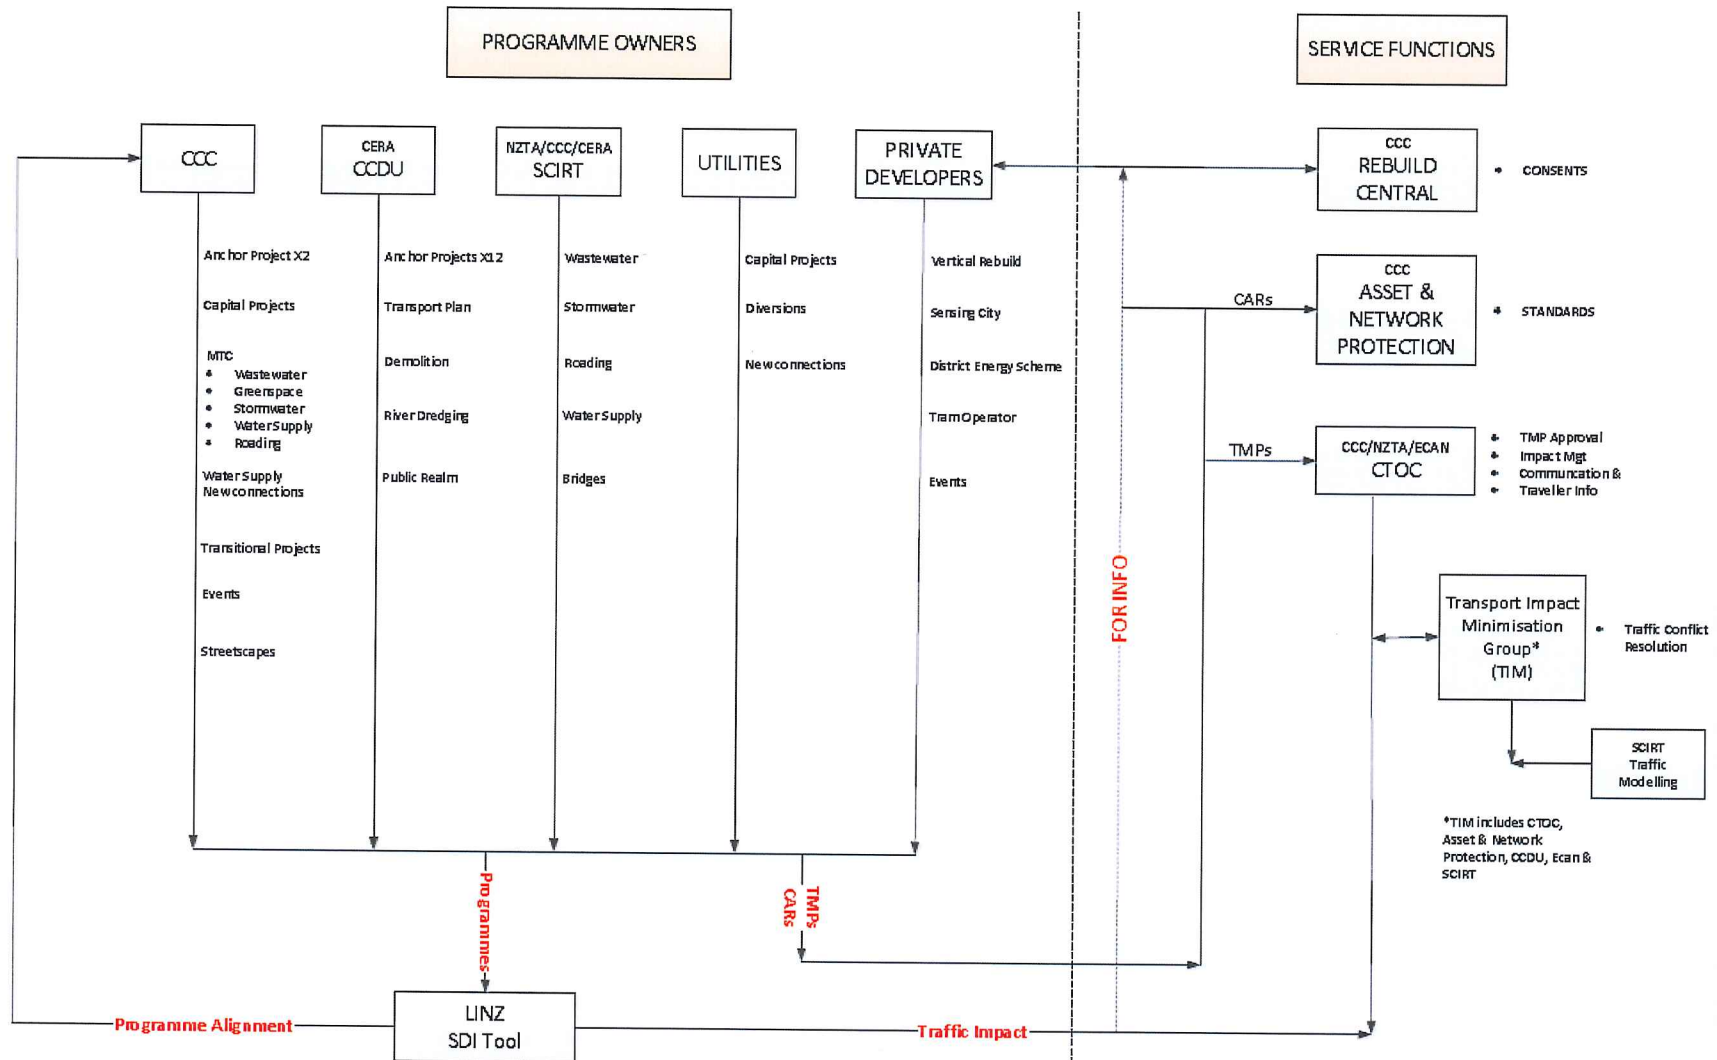 PROGRAMME OWNERS
SERVICE FUNCTIONS
CCC
CERA
CCDU
NZTA/CCC/CERA
SCIRT
UTILITIES
PRIVATE
DEVELOPERS
CCC
REBUILD
CENTRAL
• CONSENTS
Anchor Project X2
Capital Projects
MTC
• Wastewater
• Greenspace
• Stormwater
• Water Supply
• Roading
Water Supply
New connections
Transitional Projects
Events
Streetscapes
Anchor Projects X12
Transport Plan
Demolition
River Dredging
Public Realm
Wastewater
Stormwater
Roading
Water Supply
Bridges
Capital Projects
Diversions
New connections
Vertical Rebuild
Sensing City
District Energy Scheme
Tram Operator
Events
CARs
CCC
ASSET &
NETWORK
PROTECTION
• STANDARDS
TMPs
CCC/NZTA/ECAN
CTOC
• TMP Approval
• Impact Mgt
• Communcation &
• Traveller Info
FOR INFO
Transport Impact
Minimisation
Group*
(TIM)
• Traffic Conflict
Resolution
SCIRT
Traffic
Modelling
*TIM includes CTOC,
Asset & Network
Protection, CCDU, Ecan &
SCIRT
Programmes
TMPs
CARs
Programme Alignment
LINZ
SDI Tool
Traffic Impact